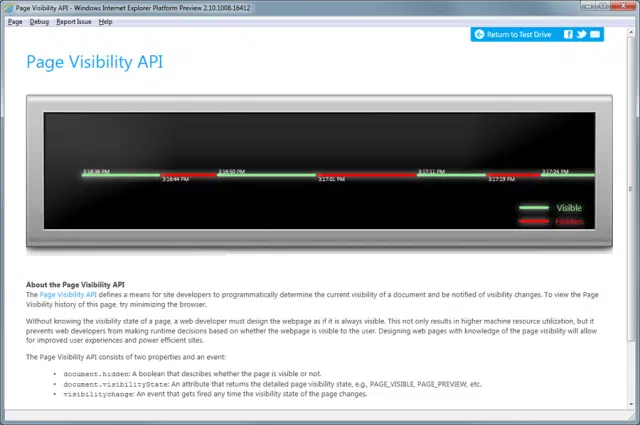 Page Visibility API - Windows Internet Explorer Platform Preview 2.10.1008.16412
Page Debug Report Issue Help
Return to Test Drive
Page Visibility API
3:16:36 PM 3:16:50 PM 3:17:11 PM 3:17:24 PM
3:16:44 PM 3:17:01 PM 3:17:19 PM
Visible
Hidden
About the Page Visibility API
The Page Visibility API defines a means for site developers to programmatically determine the current visibility of a document and be notified of visibility changes. To view the Page
Visibility history of this page, try minimizing the browser.
Without knowing the visibility state of a page, a web developer must design the webpage as if it is always visible. This not only results in higher machine resource utilization, but it
prevents web developers from making runtime decisions based on whether the webpage is visible to the user. Designing web pages with knowledge of the page visibility will allow
for improved user experiences and power efficient sites.
The Page Visibility API consists of two properties and an event:
• document.hidden: A boolean that describes whether the page is visible or not.
• document.visibilityState: An attribute that returns the detailed page visibility state, e.g., PAGE_VISIBLE, PAGE_PREVIEW, etc.
• visibilitychange: An event that gets fired any time the visibility state of the page changes.